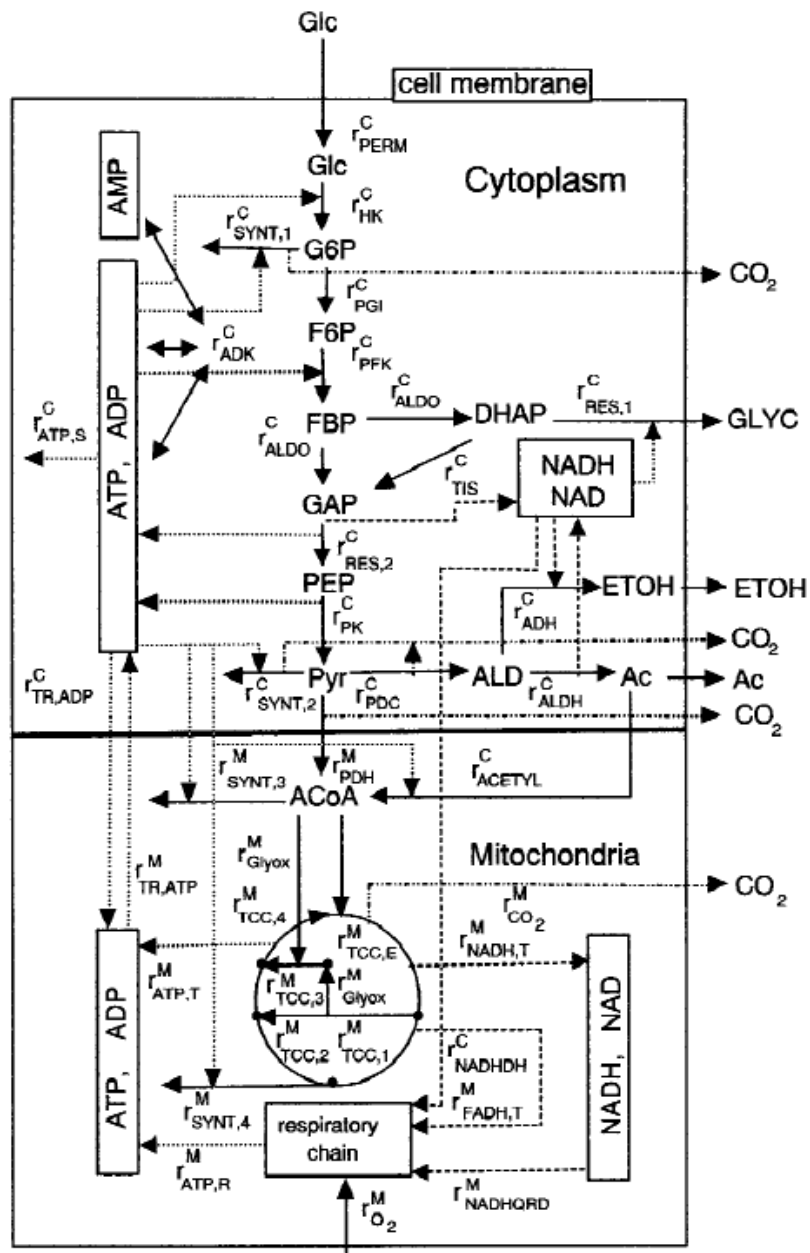 Glc
cell membrane
r^C_PERM
Glc
Cytoplasm
AMP
r^C_HK
r^C_SYNT,1
G6P
CO2
r^C_PGI
F6P
r^C_ADK
r^C_PFK
ATP, ADP
r^C_ATP,S
FBP
r^C_ALDO
DHAP
r^C_RES,1
GLYC
r^C_ALDO
GAP
r^C_TIS
NADH
NAD
r^C_RES,2
PEP
r^C_PK
r^C_ADH
ETOH
ETOH
CO2
r^C_TR,ADP
r^C_SYNT,2
Pyr
r^C_PDC
ALD
r^C_ALDH
Ac
Ac
CO2
r^M_SYNT,3
r^M_PDH
r^C_ACETYL
ACoA
r^M_Glyox
Mitochondria
r^M_TR,ATP
r^M_TCC,4
r^M_CO2
CO2
r^M_TCC,E
r^M_NADH,T
r^M_ATP,T
r^M_TCC,3
r^M_Glyox
ATP, ADP
r^M_TCC,2
r^M_TCC,1
r^C_NADHDH
NADH, NAD
r^M_SYNT,4
r^M_FADH,T
respiratory
chain
r^M_ATP,R
r^M_NADHQRD
r^M_O2